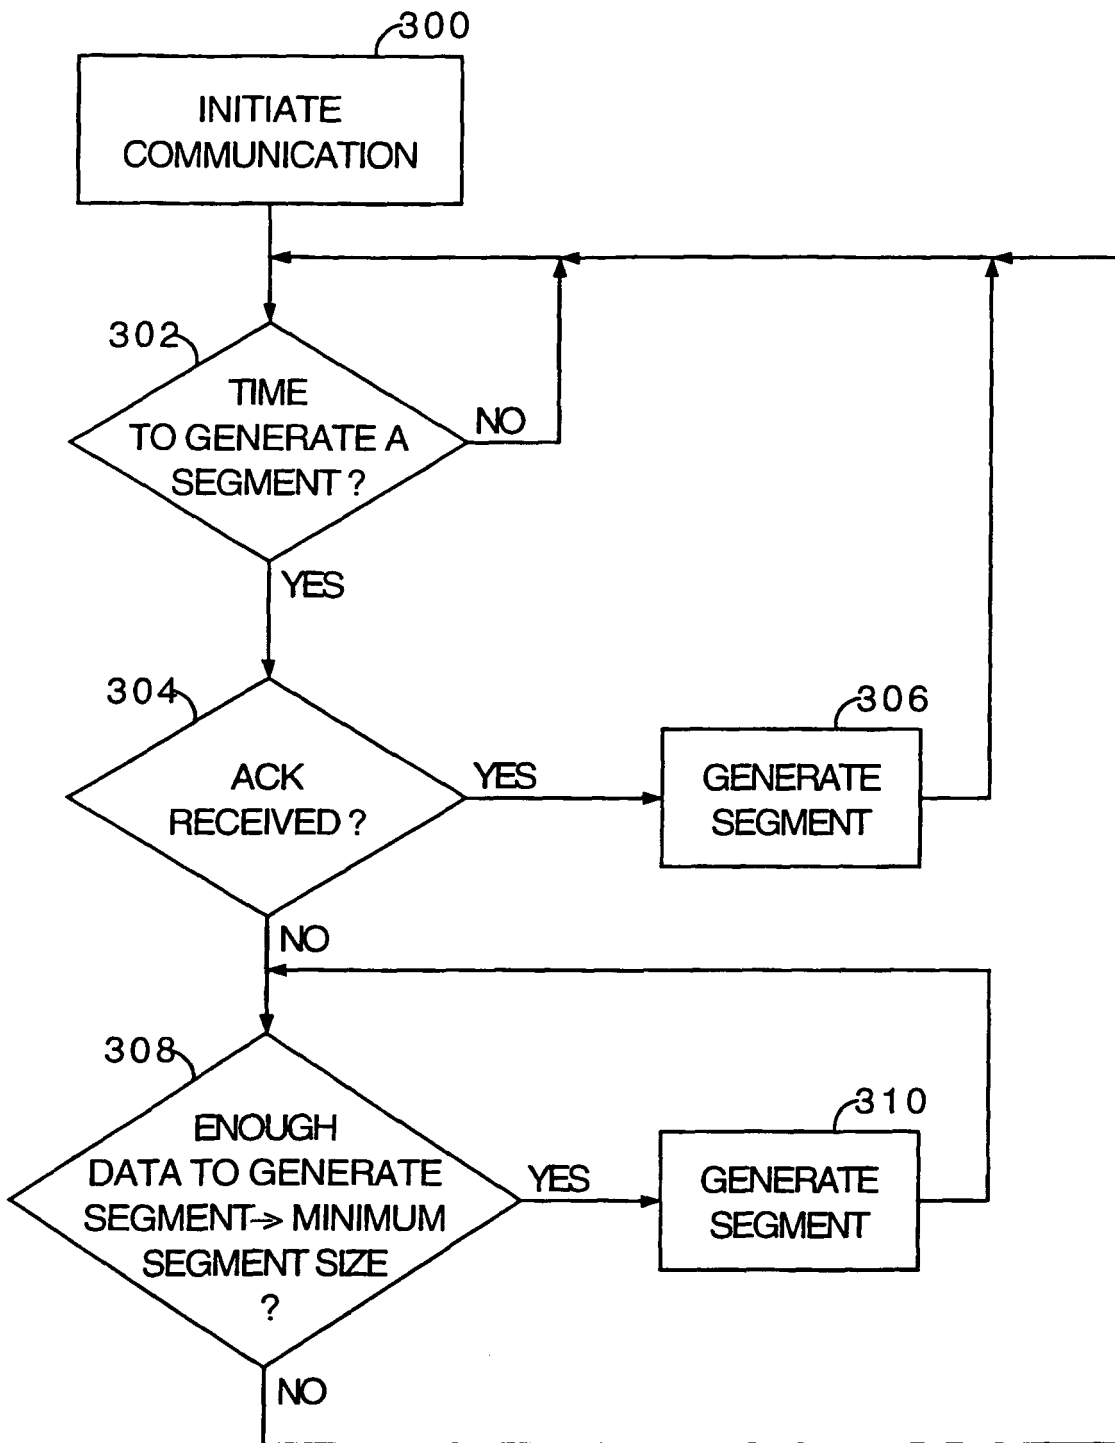 300
INITIATE
COMMUNICATION
302
TIME
TO GENERATE A
SEGMENT ?
NO
YES
304
ACK
RECEIVED ?
YES
306
GENERATE
SEGMENT
NO
308
ENOUGH
DATA TO GENERATE
SEGMENT -> MINIMUM
SEGMENT SIZE
?
YES
310
GENERATE
SEGMENT
NO